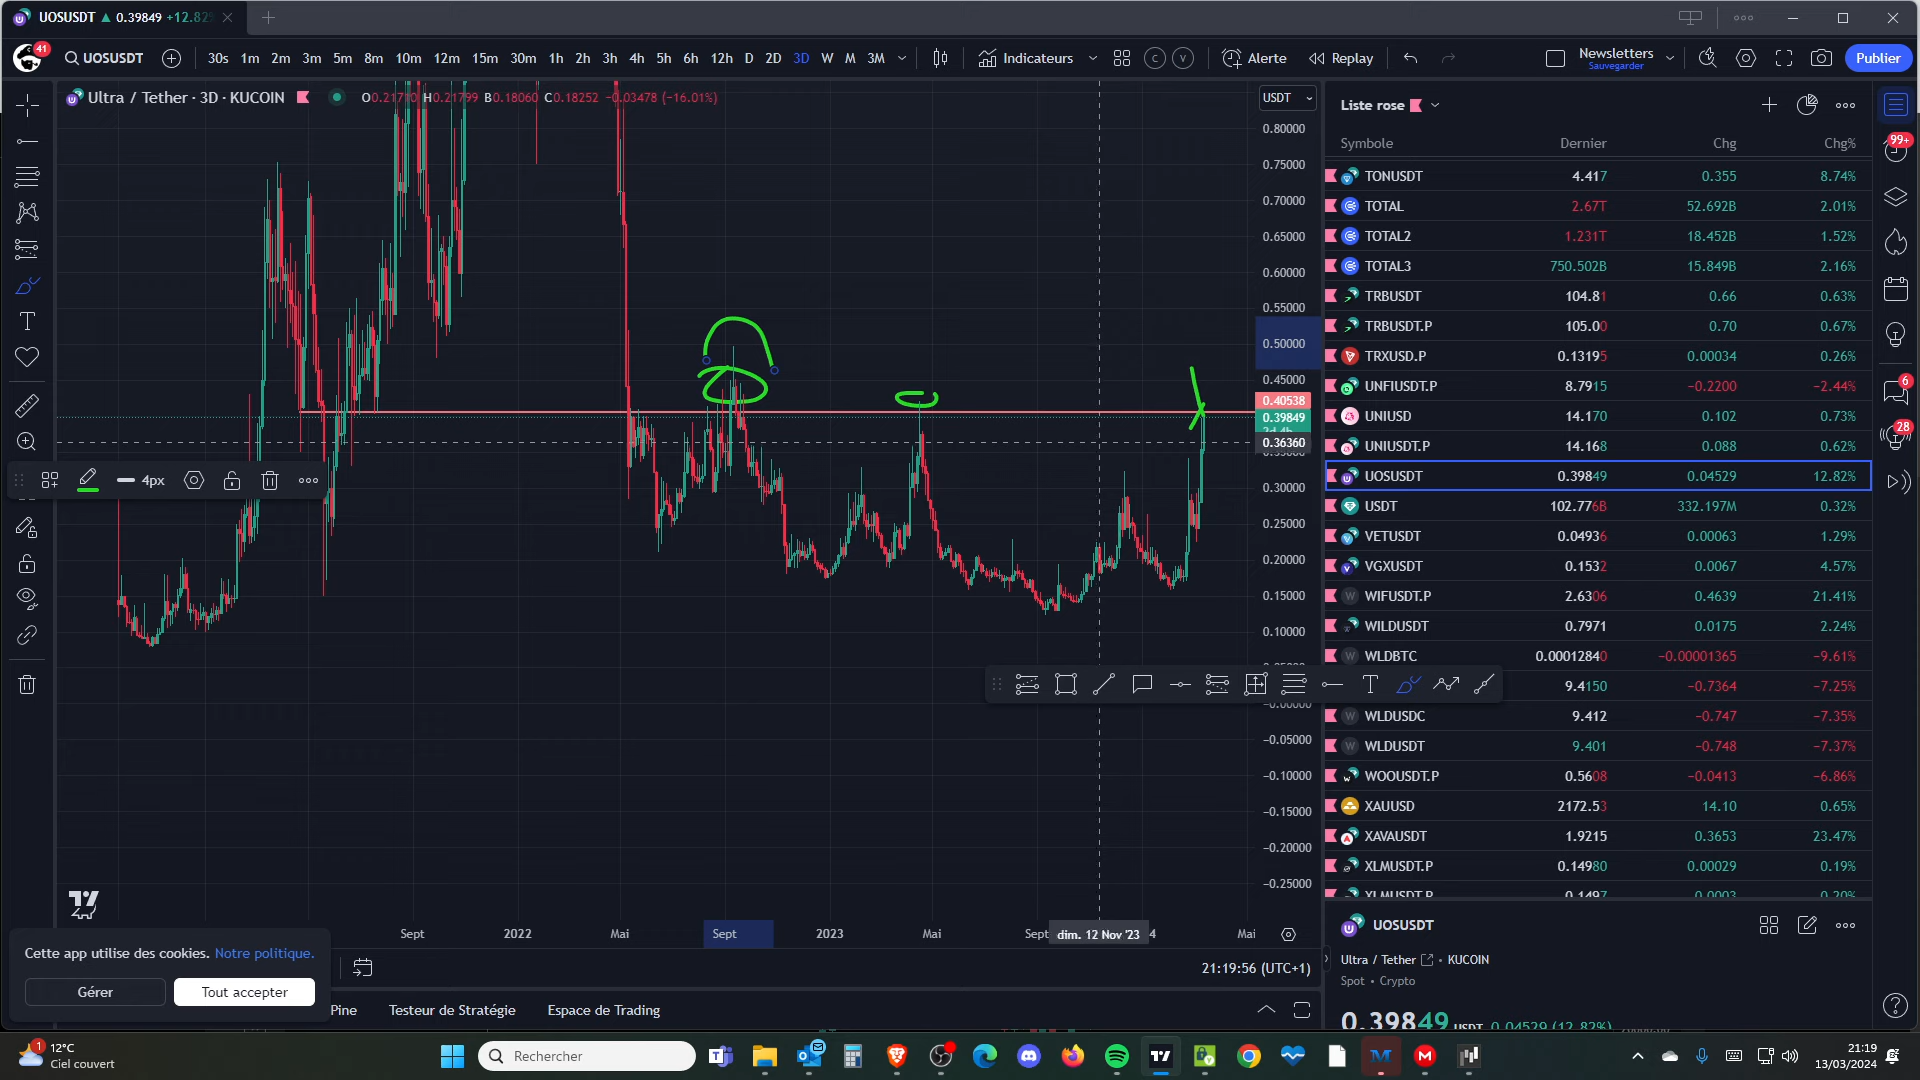 UOSUSDT ▲ 0.39849 +12.82%
41
UOSUSDT
30s 1m 2m 3m 5m 8m 10m 12m 15m 30m 1h 2h 3h 4h 5h 6h 12h D 2D 3D W M 3M
Indicateurs
C V
Alerte
Replay
Newsletters
Sauvegarder
Publier
Ultra / Tether · 3D · KUCOIN
O0.21710 H0.21799 B0.18060 C0.18252 −0.03478 (−16.01%)
USDT
0.80000
0.75000
0.70000
0.65000
0.60000
0.55000
0.50000
0.45000
0.40538
0.39849
2d 4h
0.36360
0.30000
0.25000
0.20000
0.15000
0.10000
−0.05000
−0.10000
−0.15000
−0.20000
−0.25000
4px
Sept 2022 Mai Sept 2023 Mai Sept dim. 12 Nov '23 4 Mai
21:19:56 (UTC+1)
Cette app utilise des cookies. Notre politique.
Gérer
Tout accepter
Pine
Testeur de Stratégie
Espace de Trading
Liste rose
Symbole Dernier Chg Chg%
TONUSDT 4.417 0.355 8.74%
TOTAL 2.67T 52.692B 2.01%
TOTAL2 1.231T 18.452B 1.52%
TOTAL3 750.502B 15.849B 2.16%
TRBUSDT 104.81 0.66 0.63%
TRBUSDT.P 105.00 0.70 0.67%
TRXUSD.P 0.13195 0.00034 0.26%
UNFIUSDT.P 8.7915 −0.2200 −2.44%
UNIUSD 14.170 0.102 0.73%
UNIUSDT.P 14.168 0.088 0.62%
UOSUSDT 0.39849 0.04529 12.82%
USDT 102.776B 332.197M 0.32%
VETUSDT 0.04936 0.00063 1.29%
VGXUSDT 0.1532 0.0067 4.57%
WIFUSDT.P 2.6306 0.4639 21.41%
WILDUSDT 0.7971 0.0175 2.24%
WLDBTC 0.00012840 −0.00001365 −9.61%
9.4150 −0.7364 −7.25%
WLDUSDC 9.412 −0.747 −7.35%
WLDUSDT 9.401 −0.748 −7.37%
WOOUSDT.P 0.5608 −0.0413 −6.86%
XAUUSD 2172.53 14.10 0.65%
XAVAUSDT 1.9215 0.3653 23.47%
XLMUSDT.P 0.14980 0.00029 0.19%
XLMUSDT.P 0.1497 0.0003 0.20%
UOSUSDT
Ultra / Tether · KUCOIN
Spot · Crypto
0.39849 USDT 0.04529 (12.82%)
99+
6
28
1
12°C
Ciel couvert
Rechercher
21:19
13/03/2024